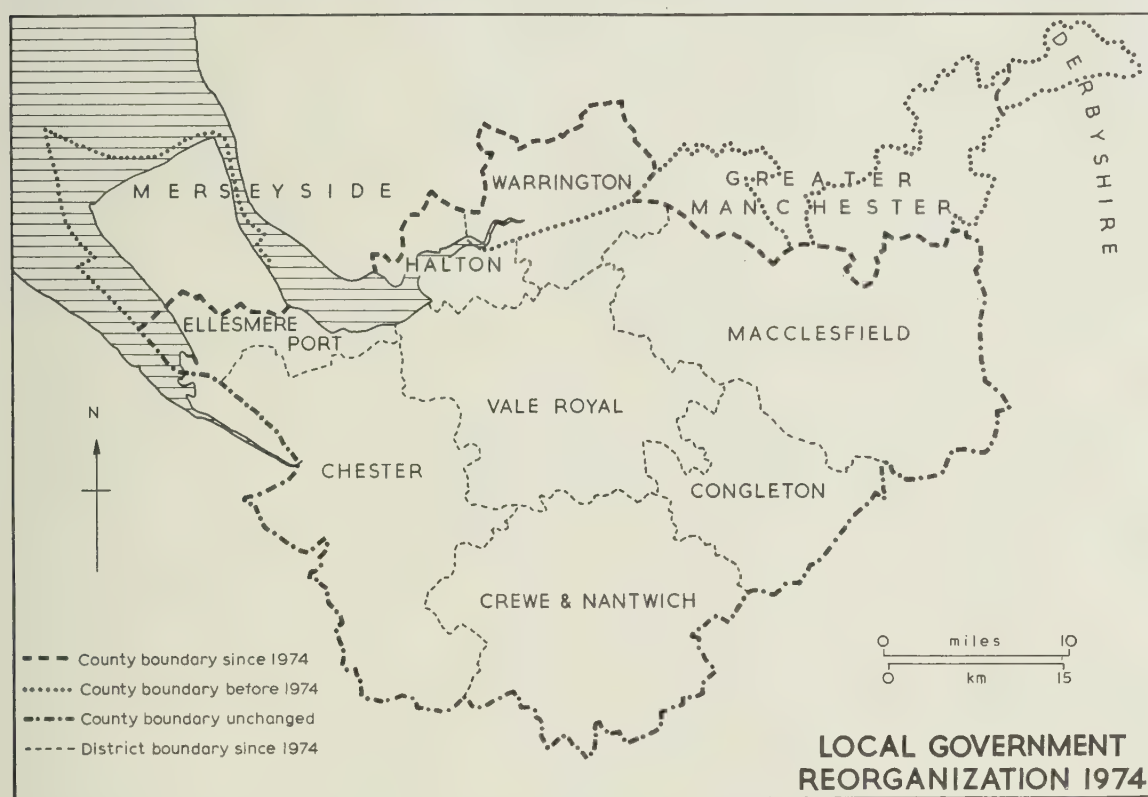 DERBYSHIRE
MERSEYSIDE
WARRINGTON
GREATER
MANCHESTER
HALTON
ELLESMERE
PORT
MACCLESFIELD
VALE ROYAL
N
CHESTER
CONGLETON
CREWE & NANTWICH
County boundary since 1974
County boundary before 1974
County boundary unchanged
District boundary since 1974
0 miles 10
0 km 15
LOCAL GOVERNMENT
REORGANIZATION 1974